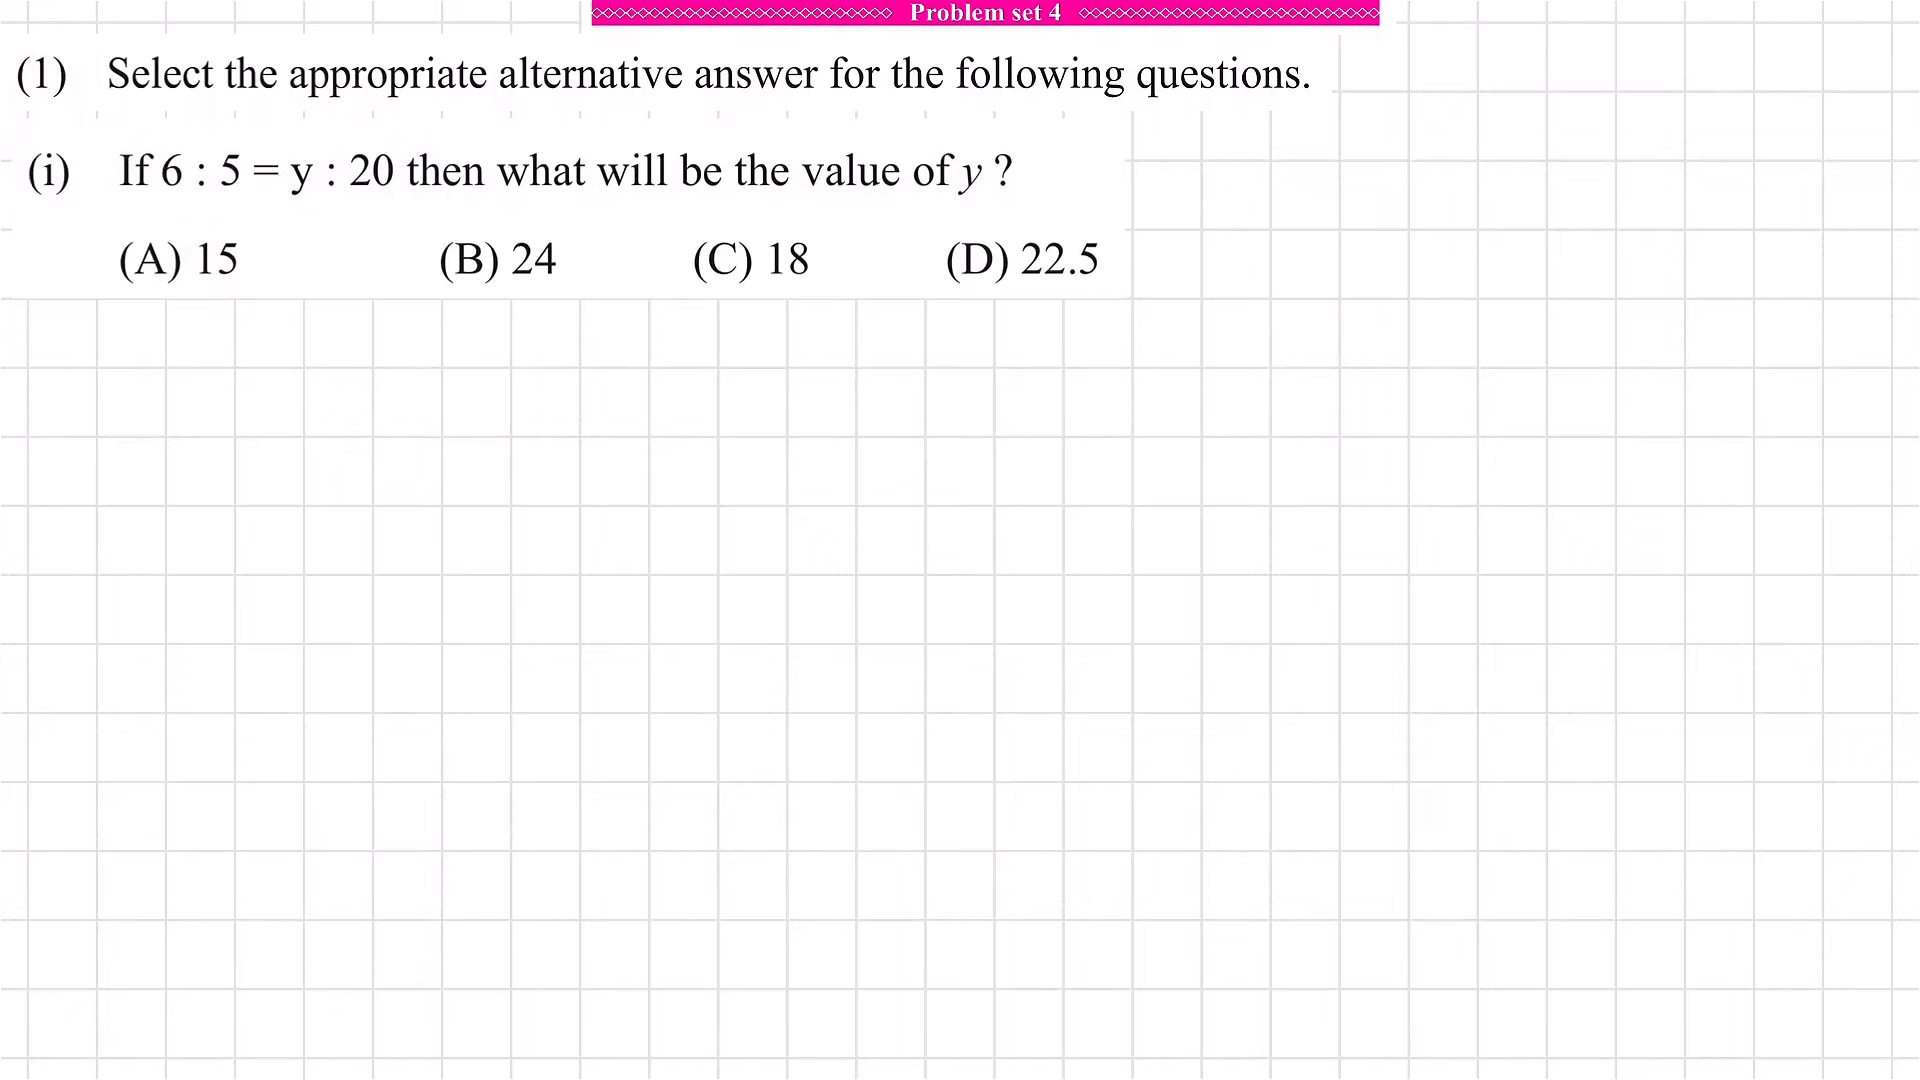 Problem set 4
(1) Select the appropriate alternative answer for the following questions.
(i) If 6 : 5 = y : 20 then what will be the value of y ?
(A) 15 (B) 24 (C) 18 (D) 22.5